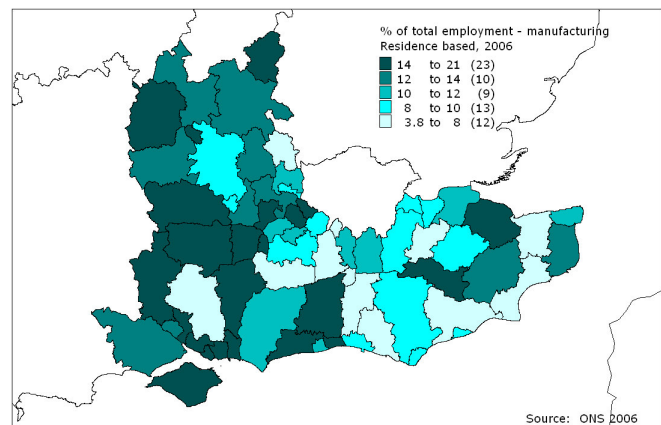 % of total employment - manufacturing
Residence based, 2006
14 to 21 (23)
12 to 14 (10)
10 to 12 (9)
8 to 10 (13)
3.8 to 8 (12)
Source: ONS 2006